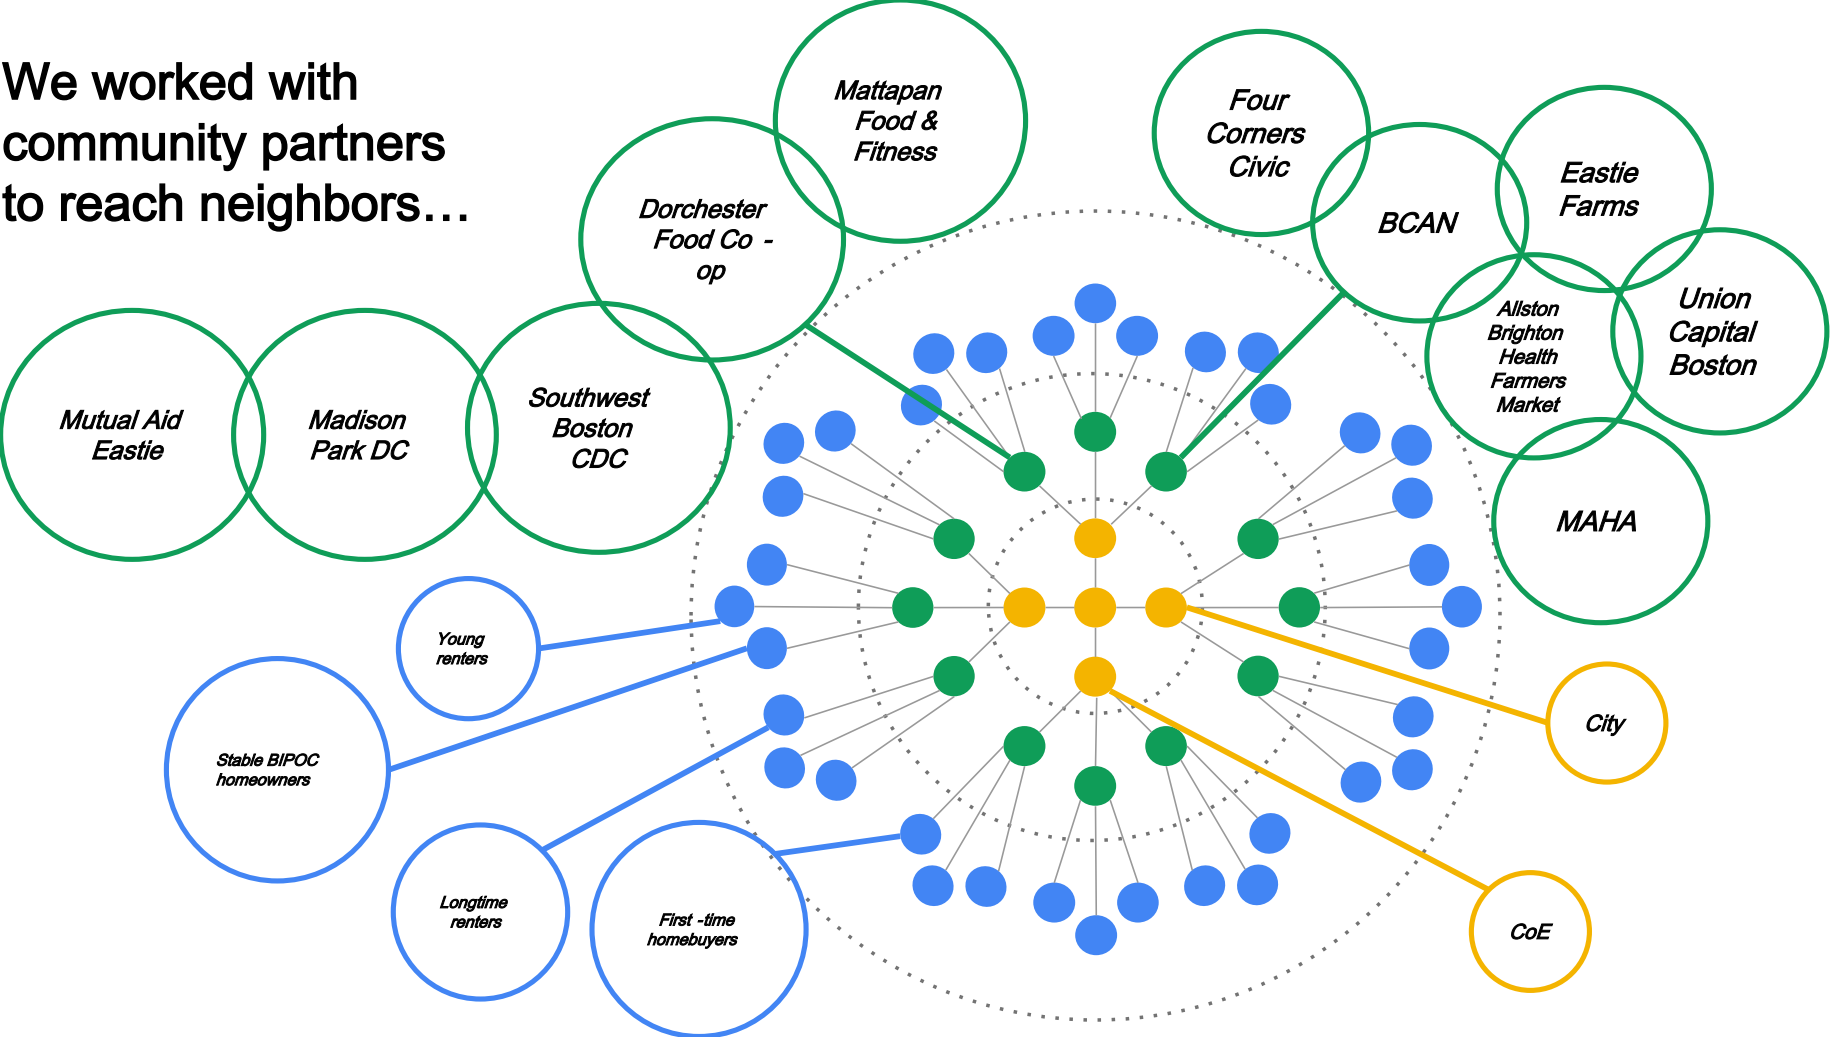 We worked with
community partners
to reach neighbors…
Mattapan
Food &
Fitness
Four
Corners
Civic
Dorchester
Food Co -
op
BCAN
Eastie
Farms
Allston
Brighton
Health
Farmers
Market
Union
Capital
Boston
Mutual Aid
Eastie
Madison
Park DC
Southwest
Boston
CDC
MAHA
Young
renters
Stable BIPOC
homeowners
Longtime
renters
First -time
homebuyers
City
CoE